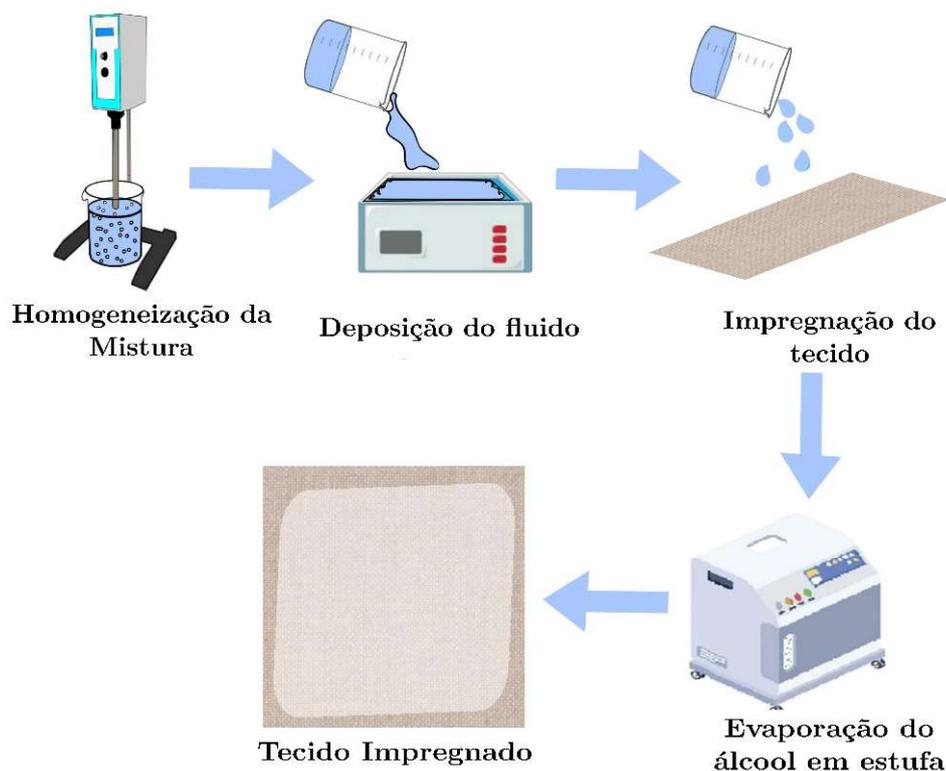 Homogeneização da
Mistura
Deposição do fluido
Impregnação do
tecido
Tecido Impregnado
Evaporação do
álcool em estufa